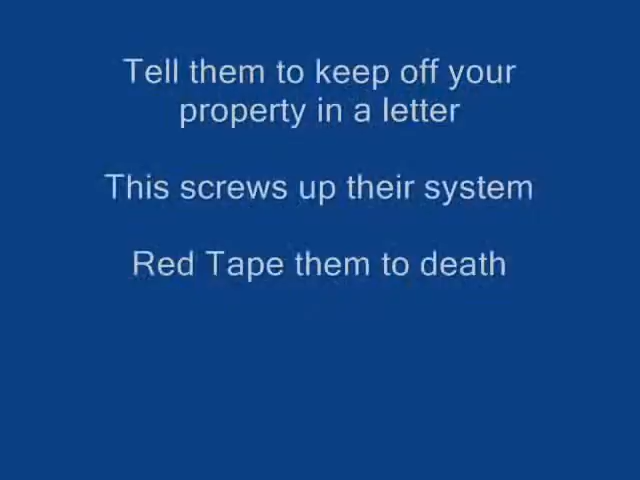 Tell them to keep off your
property in a letter
This screws up their system
Red Tape them to death